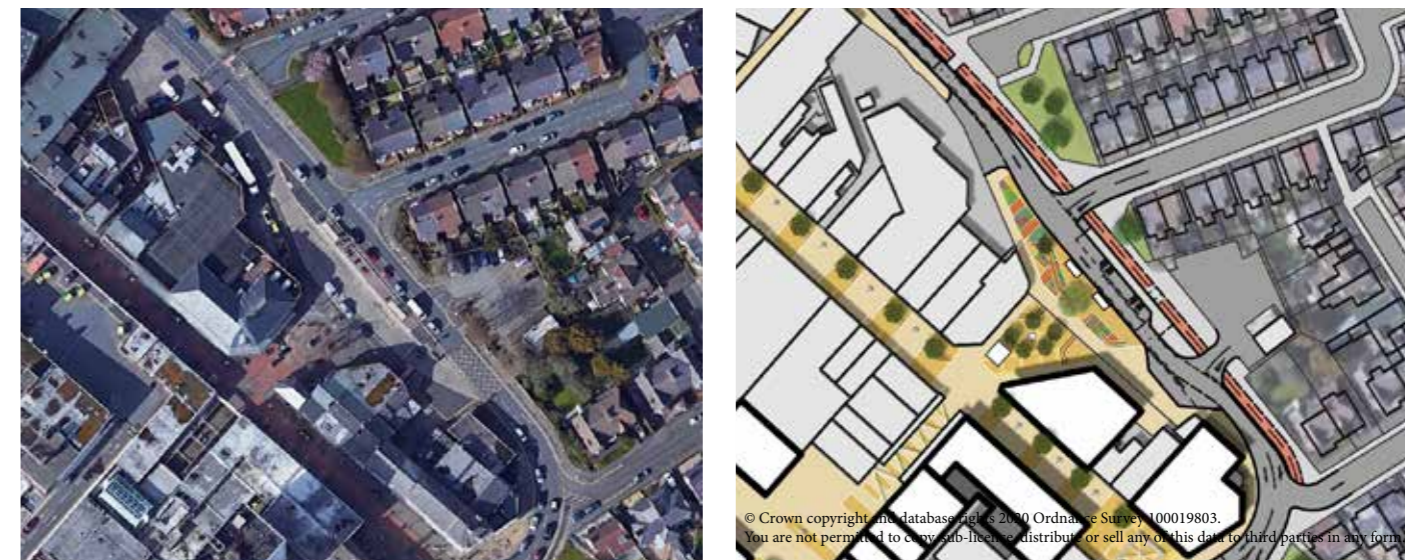 © Crown copyright and database rights 2020 Ordnance Survey 100019803.
You are not permitted to copy, sub-license, distribute or sell any of this data to third parties in any form.